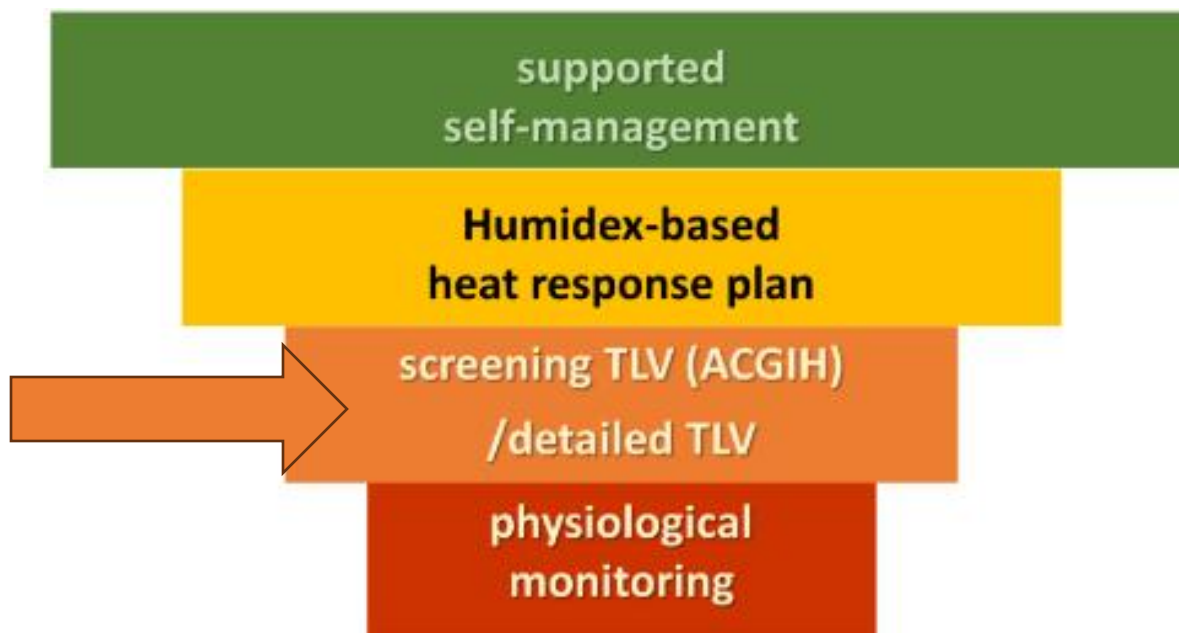 supported
self-management
Humidex-based
heat response plan
screening TLV (ACGIH)
/detailed TLV
physiological
monitoring